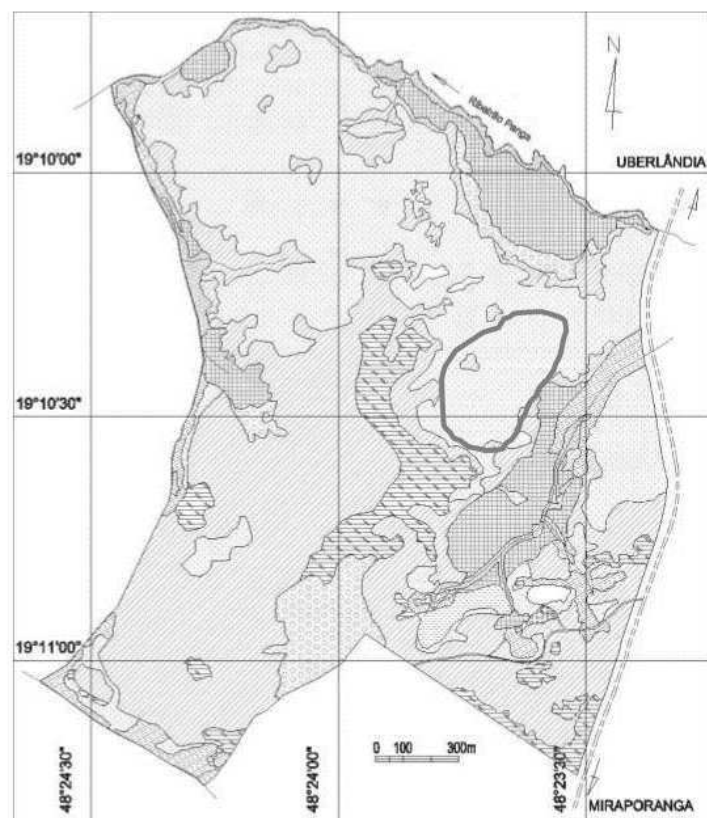 N
Ribeirão Panga
19°10'00"
UBERLÂNDIA
19°10'30"
19°11'00"
0 100 300m
48°24'30"
48°24'00"
48°23'30"
MIRAPORANGA